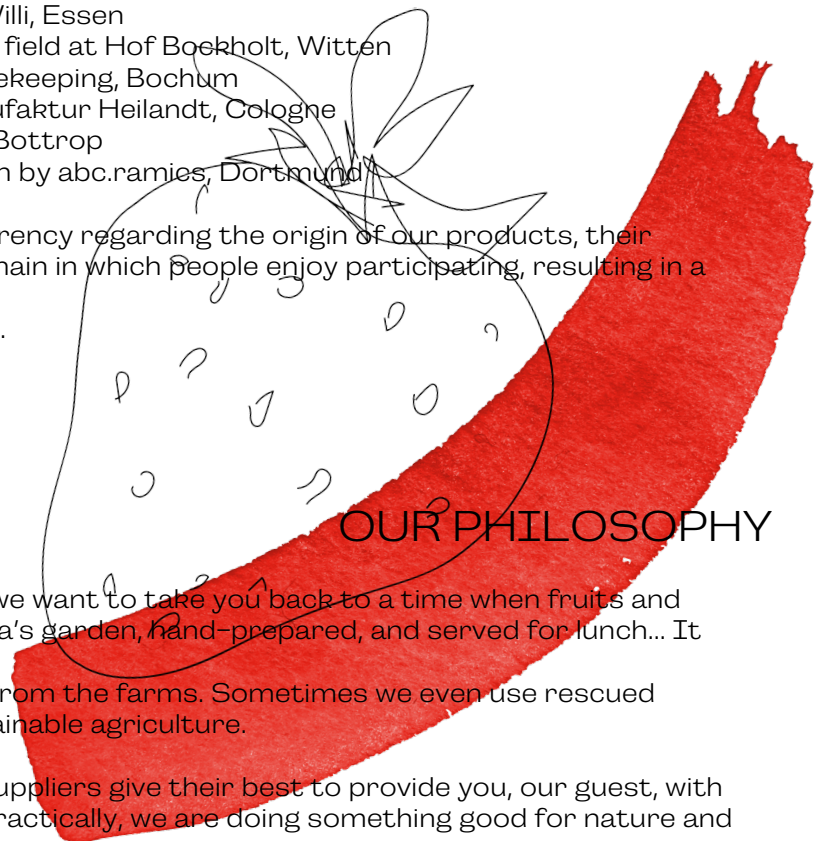 Willi, Essen
field at Hof Bockholt, Witten
ekeeping, Bochum
ufaktur Heilandt, Cologne
Bottrop
n by abc.ramics, Dortmund
rency regarding the origin of our products, their
hain in which people enjoy participating, resulting in a
.
OUR PHILOSOPHY
we want to take you back to a time when fruits and
a's garden, hand-prepared, and served for lunch... It
rom the farms. Sometimes we even use rescued
ainable agriculture.
uppliers give their best to provide you, our guest, with
ractically, we are doing something good for nature and